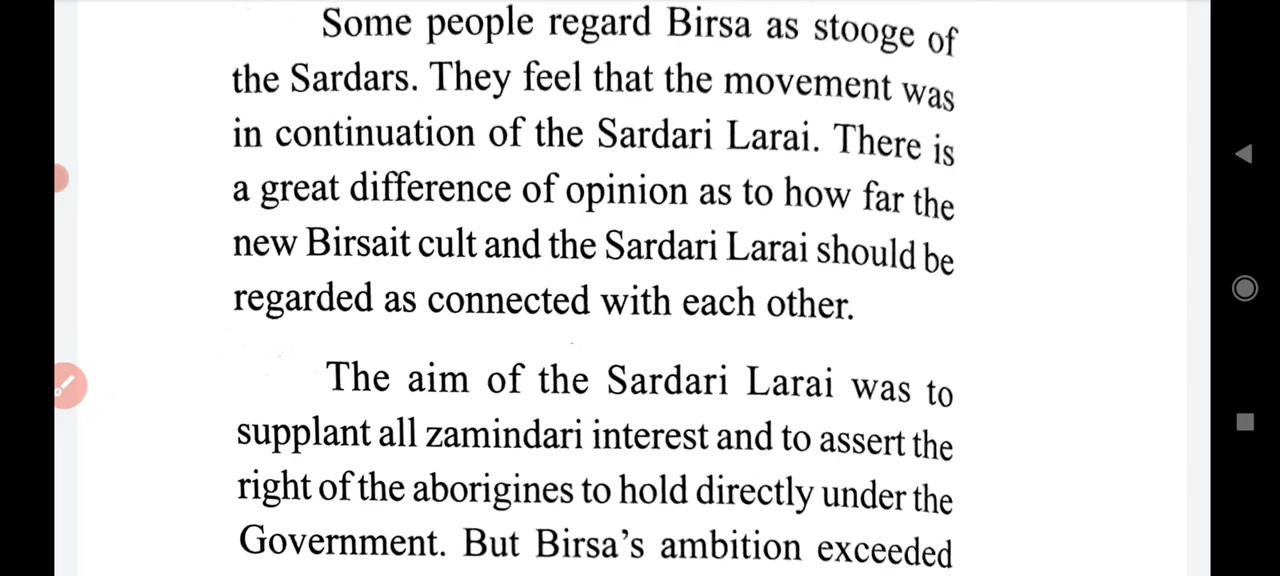 Some people regard Birsa as stooge of
the Sardars. They feel that the movement was
in continuation of the Sardari Larai. There is
a great difference of opinion as to how far the
new Birsait cult and the Sardari Larai should be
regarded as connected with each other.
The aim of the Sardari Larai was to
supplant all zamindari interest and to assert the
right of the aborigines to hold directly under the
Government. But Birsa's ambition exceeded